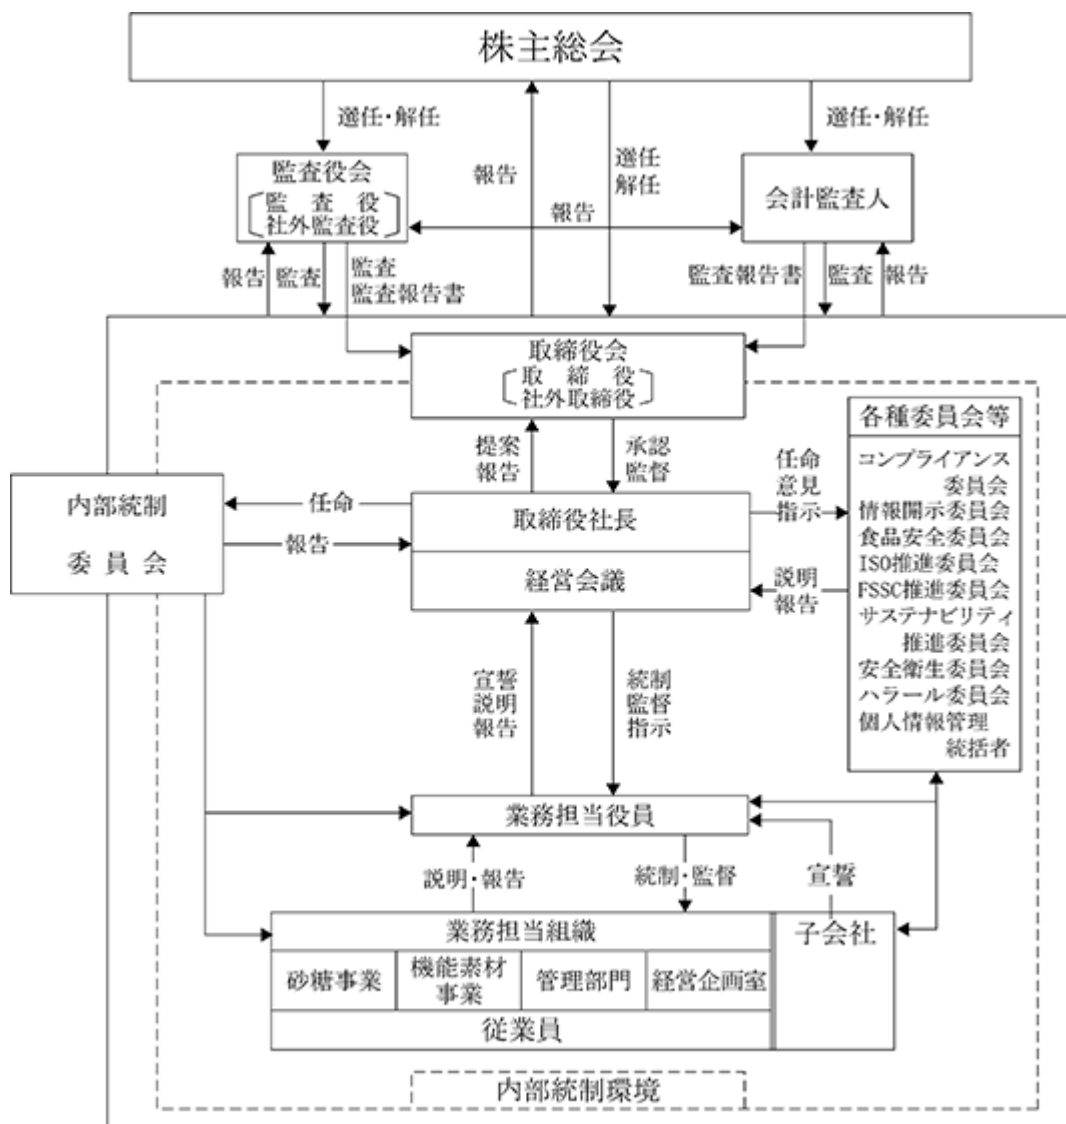 株主総会
選任・解任
選任・解任
報告
選任
解任
監査役会
監査役
社外監査役
会計監査人
報告
報告
監査
監査
監査報告書
監査報告書
監査
報告
取締役会
取締役
社外取締役
提案
報告
承認
監督
任命
意見
指示
各種委員会等
コンプライアンス
委員会
情報開示委員会
食品安全委員会
ISO推進委員会
FSSC推進委員会
サステナビリティ
推進委員会
安全衛生委員会
ハラール委員会
個人情報管理
統括者
内部統制
委員会
任命
報告
取締役社長
経営会議
説明
報告
宣誓
説明
報告
統制
監督
指示
業務担当役員
説明・報告
統制・監督
宣誓
業務担当組織
子会社
砂糖事業
機能素材
事業
管理部門
経営企画室
従業員
内部統制環境